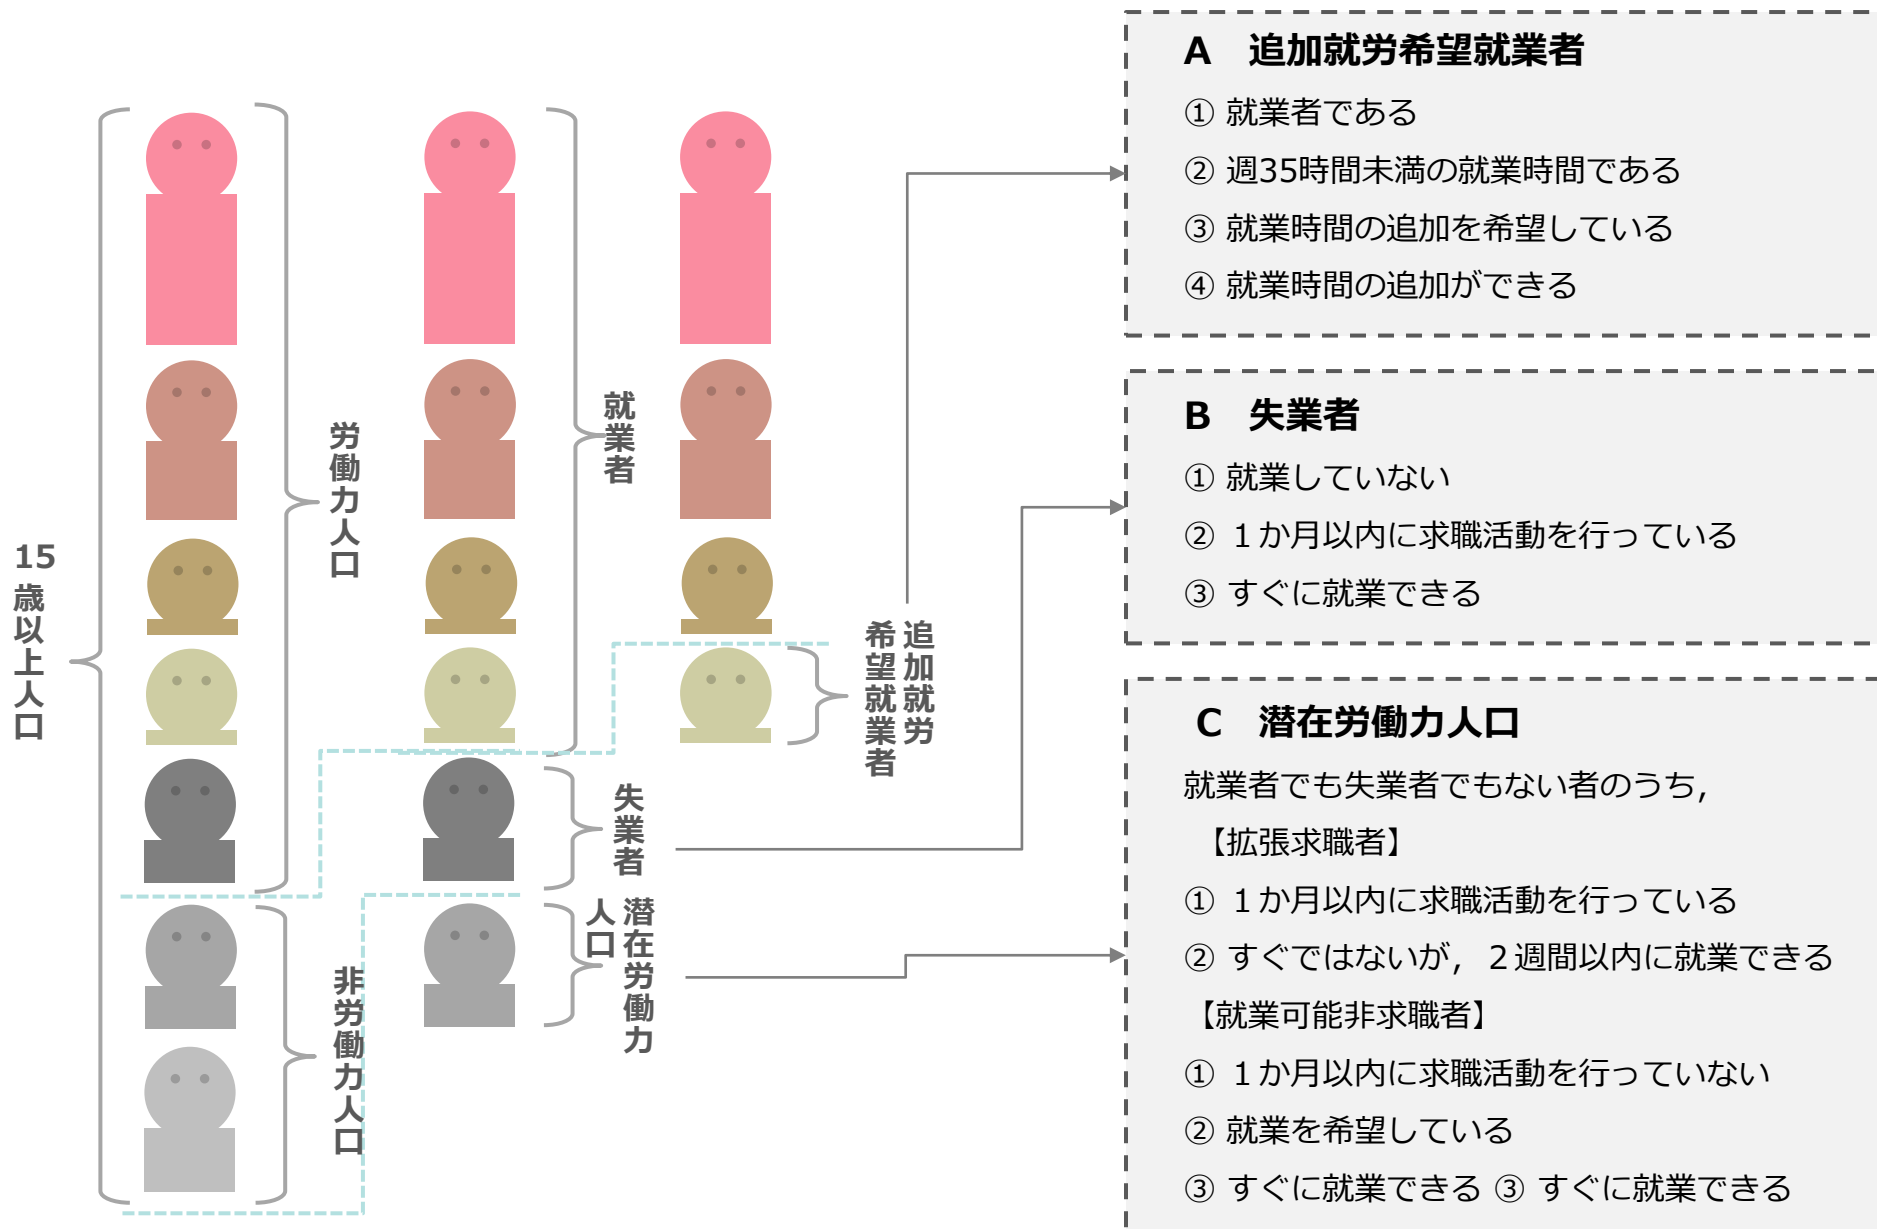 15歳以上人口
労働力人口
非労働力人口
就業者
失業者
潜在労働力
人口
追加就労
希望就業者
A 追加就労希望就業者
① 就業者である
② 週35時間未満の就業時間である
③ 就業時間の追加を希望している
④ 就業時間の追加ができる
B 失業者
① 就業していない
② １か月以内に求職活動を行っている
③ すぐに就業できる
C 潜在労働力人口
就業者でも失業者でもない者のうち，
【拡張求職者】
① １か月以内に求職活動を行っている
② すぐではないが，２週間以内に就業できる
【就業可能非求職者】
① １か月以内に求職活動を行っていない
② 就業を希望している
③ すぐに就業できる ③ すぐに就業できる